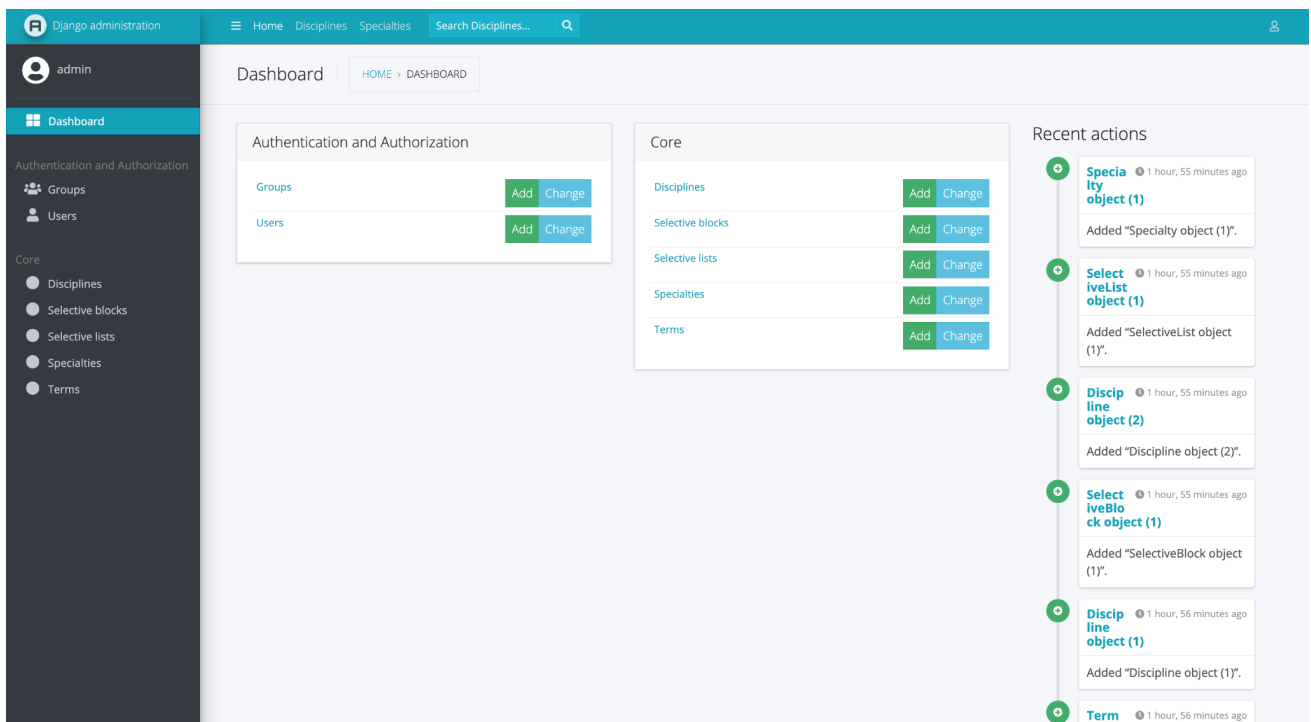 Django administration
Home Disciplines Specialties Search Disciplines...
admin
Dashboard
Authentication and Authorization
Groups
Users
Core
Disciplines
Selective blocks
Selective lists
Specialties
Terms
Dashboard
HOME › DASHBOARD
Authentication and Authorization
Groups Add Change
Users Add Change
Core
Disciplines Add Change
Selective blocks Add Change
Selective lists Add Change
Specialties Add Change
Terms Add Change
Recent actions
Specia 1 hour, 55 minutes ago
lty
object (1)
Added “Specialty object (1)”.
Select 1 hour, 55 minutes ago
iveList
object (1)
Added “SelectiveList object
(1)”.
Discip 1 hour, 55 minutes ago
line
object (2)
Added “Discipline object (2)”.
Select 1 hour, 55 minutes ago
iveBlo
ck object (1)
Added “SelectiveBlock object
(1)”.
Discip 1 hour, 56 minutes ago
line
object (1)
Added “Discipline object (1)”.
Term 1 hour, 56 minutes ago